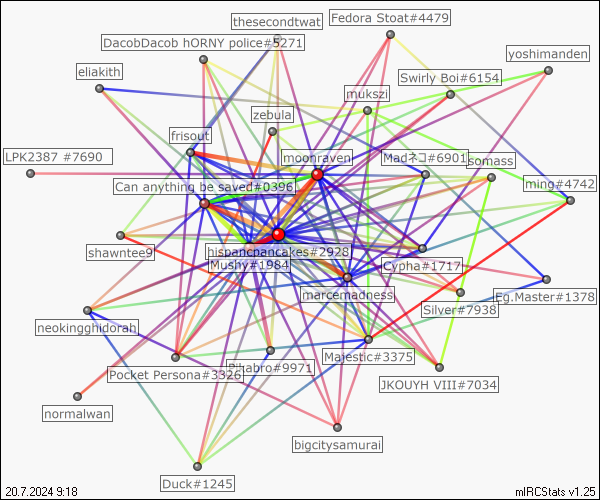 Fedora Stoat#4479
thesecondtwat
DacobDacob hORNY police#5271
yoshimanden
eliakith
Swirly Boi#6154
mukszi
zebula
frisout
moonraven
LPK2387 #7690
Madネコ#6901
somass
Can anything be saved#0396
ming#4742
shawntee9
hispancpancakes#2928
Mushy#1984
Cypha#1717
marcemadness
Eg.Master#1378
Silver#7938
neokingghidorah
Majestic#3375
Pocket Persona#3326
#9971
JKOUYH VIII#7034
normalwan
bigcitysamurai
Duck#1245
20.7.2024 9:18
mIRCStats v1.25